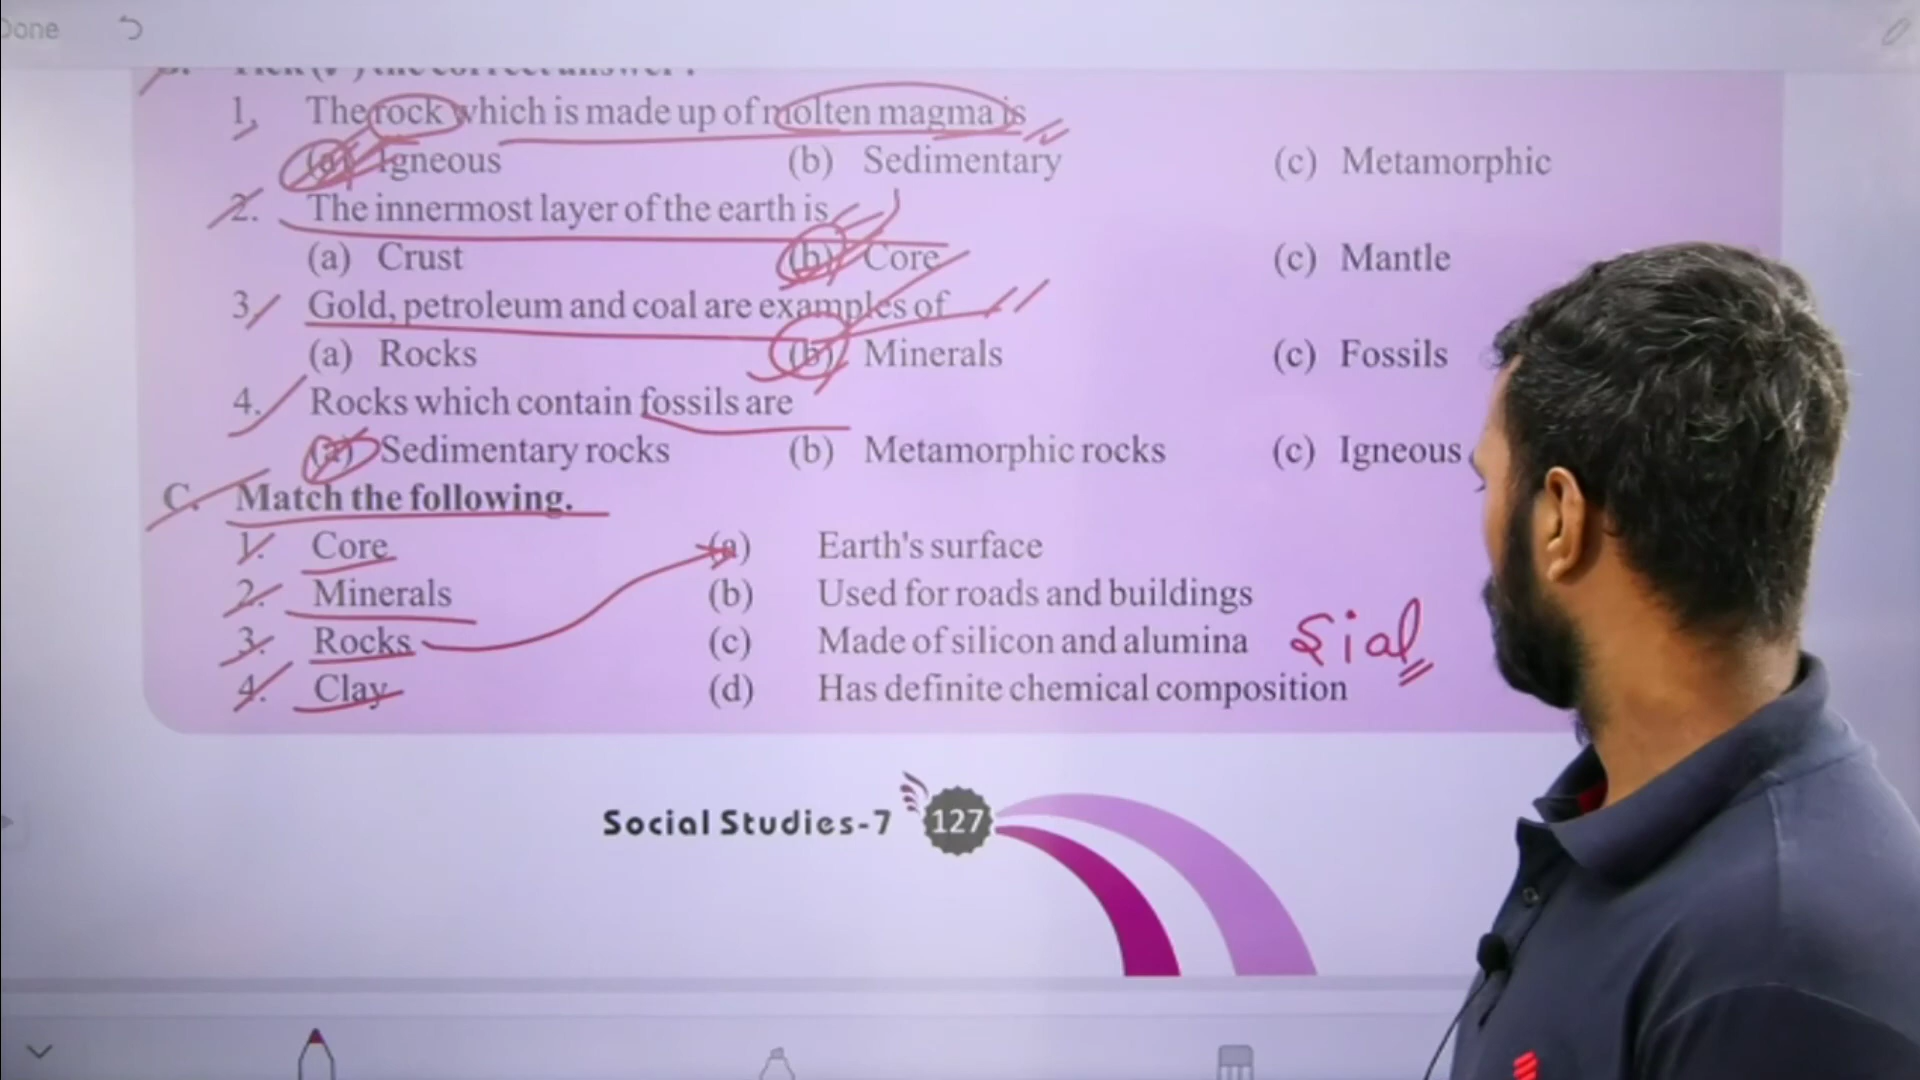 Done
B. Tick (✓) the correct answer :
1. The rock which is made up of molten magma is
(a) Igneous (b) Sedimentary (c) Metamorphic
2. The innermost layer of the earth is
(a) Crust (b) Core (c) Mantle
3. Gold, petroleum and coal are examples of
(a) Rocks (b) Minerals (c) Fossils
4. Rocks which contain fossils are
(a) Sedimentary rocks (b) Metamorphic rocks (c) Igneous
C. Match the following.
1. Core (a) Earth's surface
2. Minerals (b) Used for roads and buildings
3. Rocks (c) Made of silicon and alumina Sial
4. Clay (d) Has definite chemical composition
Social Studies-7 127